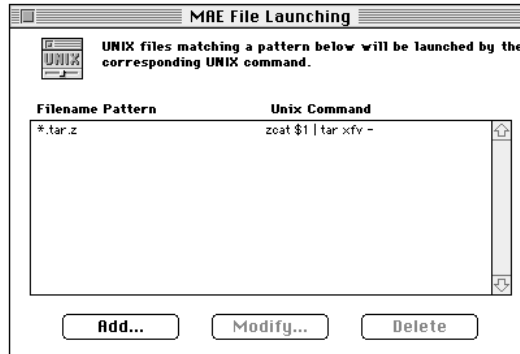 MAE File Launching
UNIX
UNIX files matching a pattern below will be launched by the
corresponding UNIX command.
Filename Pattern Unix Command
*.tar.z zcat $1 | tar xfv -
Add... Modify... Delete